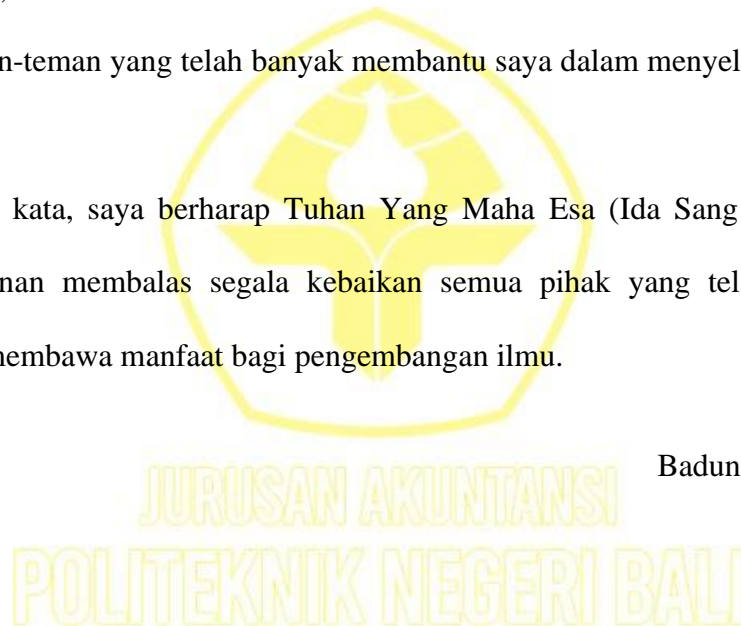 n-teman yang telah banyak membantu saya dalam menyel
kata, saya berharap Tuhan Yang Maha Esa (Ida Sang
nan membalas segala kebaikan semua pihak yang tel
membawa manfaat bagi pengembangan ilmu.
Badun
JURUSAN AKUNTANSI
POLITEKNIK NEGERI BALI